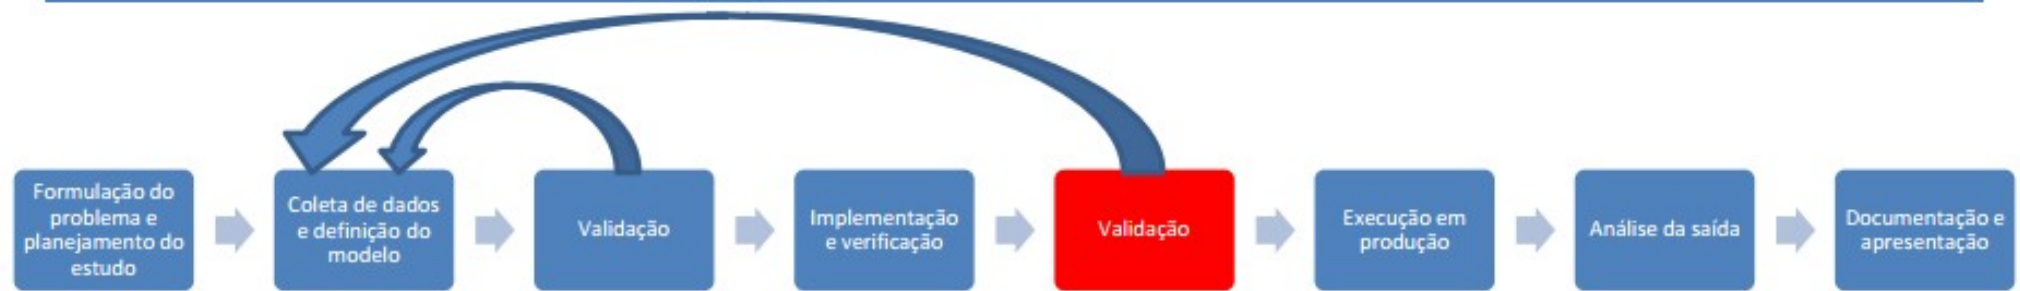 Formulação do
problema e
planejamento do
estudo
Coleta de dados
e definição do
modelo
Validação
Implementação
e verificação
Validação
Execução em
produção
Análise da saída
Documentação e
apresentação